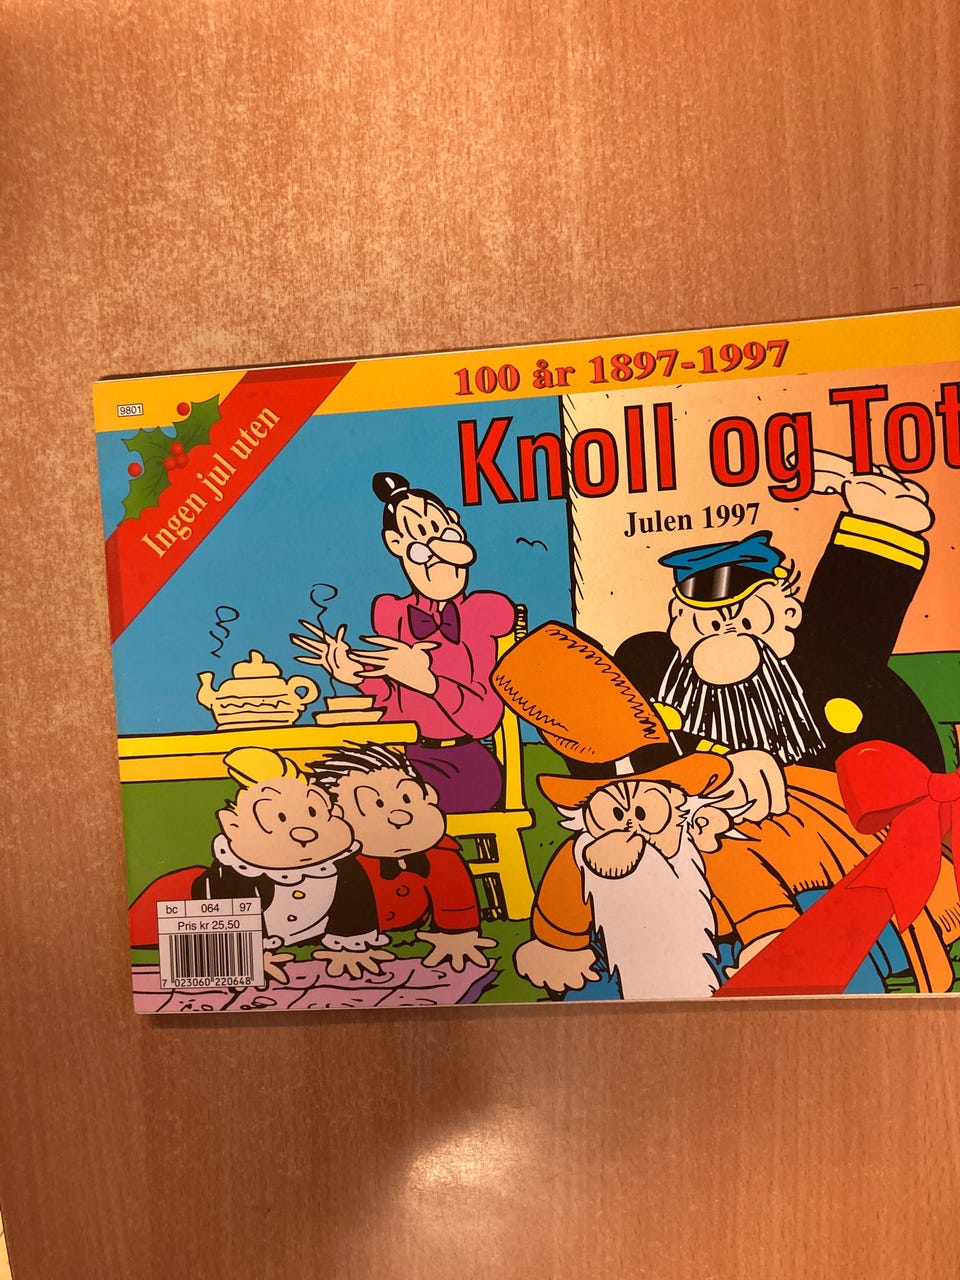 100 år 1897-1997
9801
Ingen jul uten
Knoll og Tot
Julen 1997
bc 064 97
Pris kr 25,50
7 023060 220648